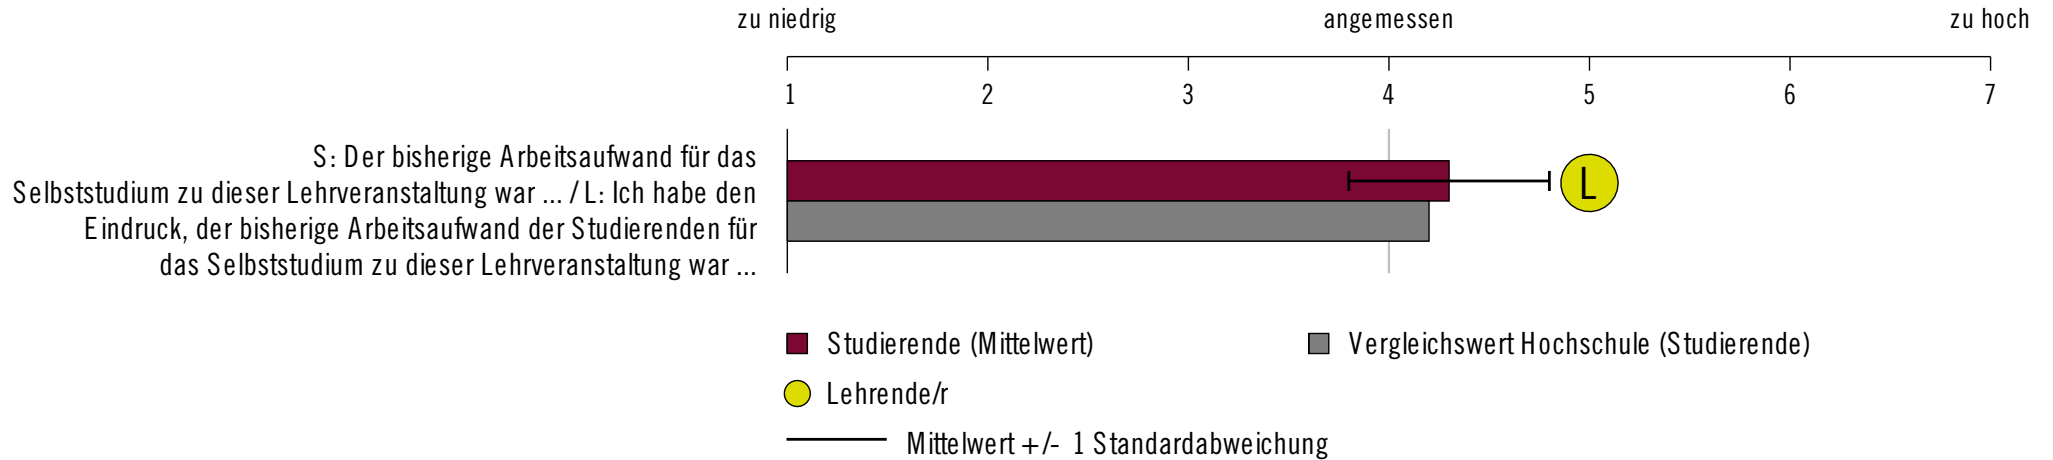 zu niedrig angemessen zu hoch
1 2 3 4 5 6 7
S: Der bisherige Arbeitsaufwand für das
Selbststudium zu dieser Lehrveranstaltung war ... / L: Ich habe den
Eindruck, der bisherige Arbeitsaufwand der Studierenden für
das Selbststudium zu dieser Lehrveranstaltung war ...
L
Studierende (Mittelwert) Vergleichswert Hochschule (Studierende)
Lehrende/r
Mittelwert +/- 1 Standardabweichung